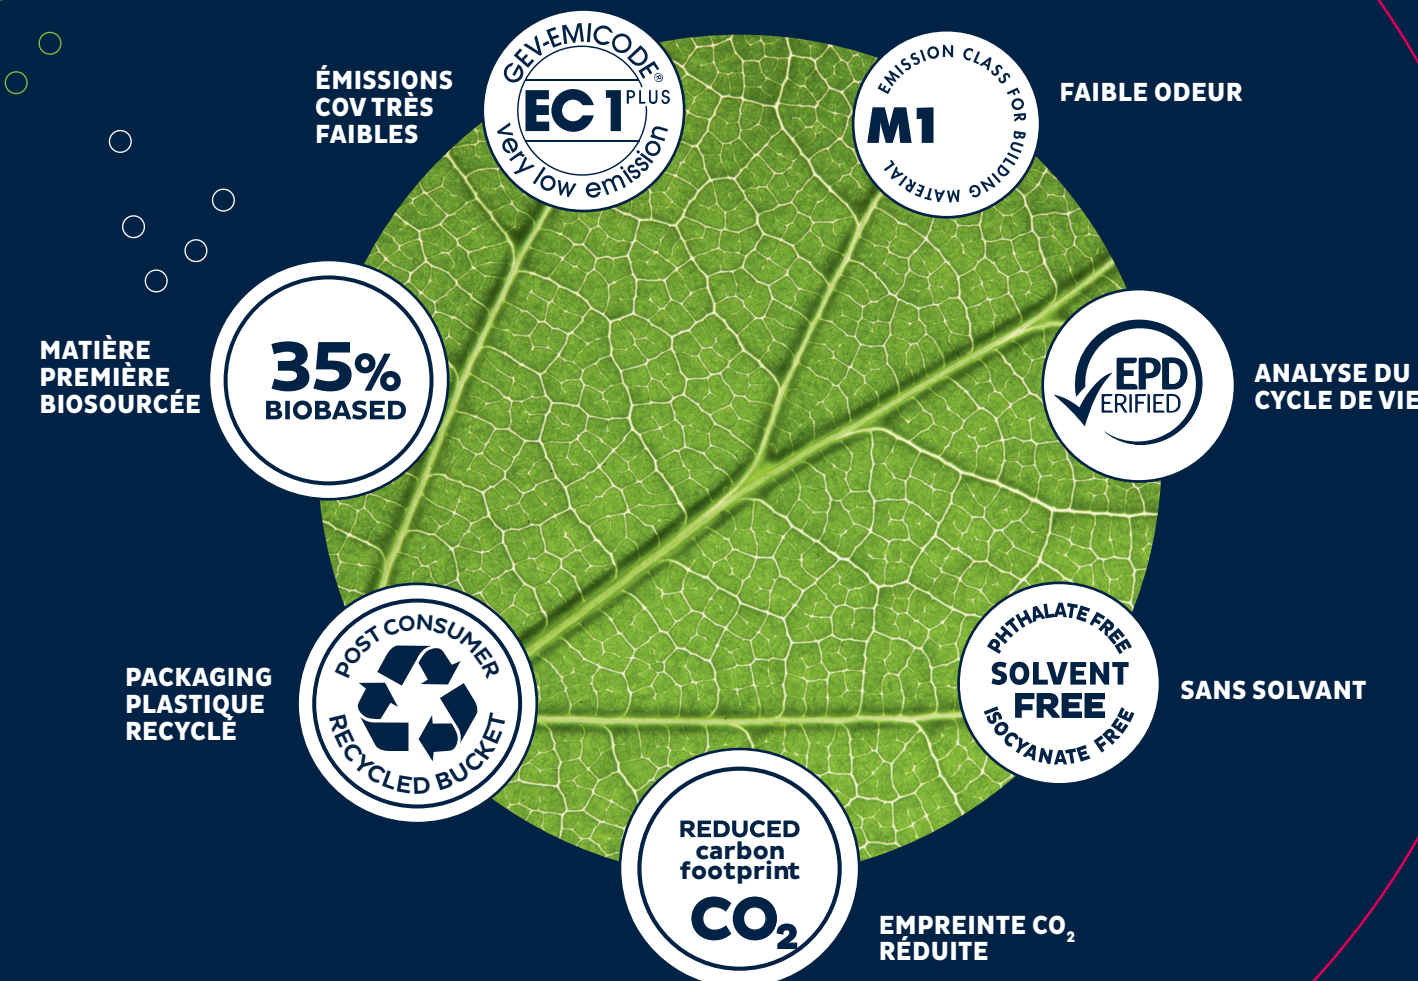 ÉMISSIONS
COV TRÈS
FAIBLES
GEV-EMICODE®
EC 1 PLUS
very low emission
EMISSION CLASS FOR BUILDING MATERIAL
M1
FAIBLE ODEUR
MATIÈRE
PREMIÈRE
BIOSOURCÉE
35%
BIOBASED
EPD
ERIFIED
ANALYSE DU
CYCLE DE VIE
PACKAGING
PLASTIQUE
RECYCLÉ
POST CONSUMER
RECYCLED BUCKET
PHTHALATE FREE
SOLVENT
FREE
ISOCYANATE FREE
SANS SOLVANT
REDUCED
carbon
footprint
CO₂
EMPREINTE CO₂
RÉDUITE